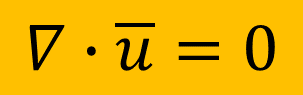 ∇ · u̅ = 0